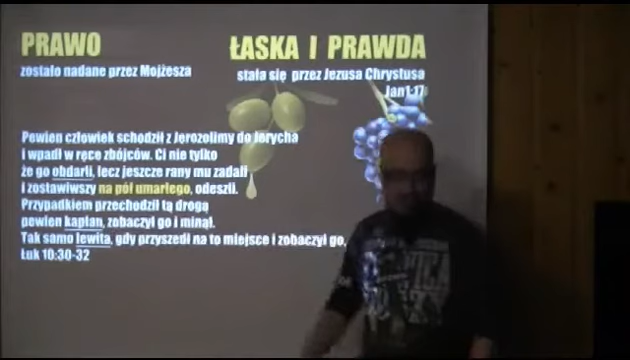 PRAWO
zostało nadane przez Mojżesza
ŁASKA I PRAWDA
stała się przez Jezusa Chrystusa
Jan1:17
Pewien człowiek schodził z Jerozolimy do Jerycha
i wpadł w ręce zbójców. Ci nie tylko
że go obdarli, lecz jeszcze rany mu zadali
i zostawiwszy na pół umarłego, odeszli.
Przypadkiem przechodził tą drogą
pewien kapłan, zobaczył go i minął.
Tak samo lewita, gdy przyszedł na to miejsce i zobaczył go,
Łuk 10:30-32